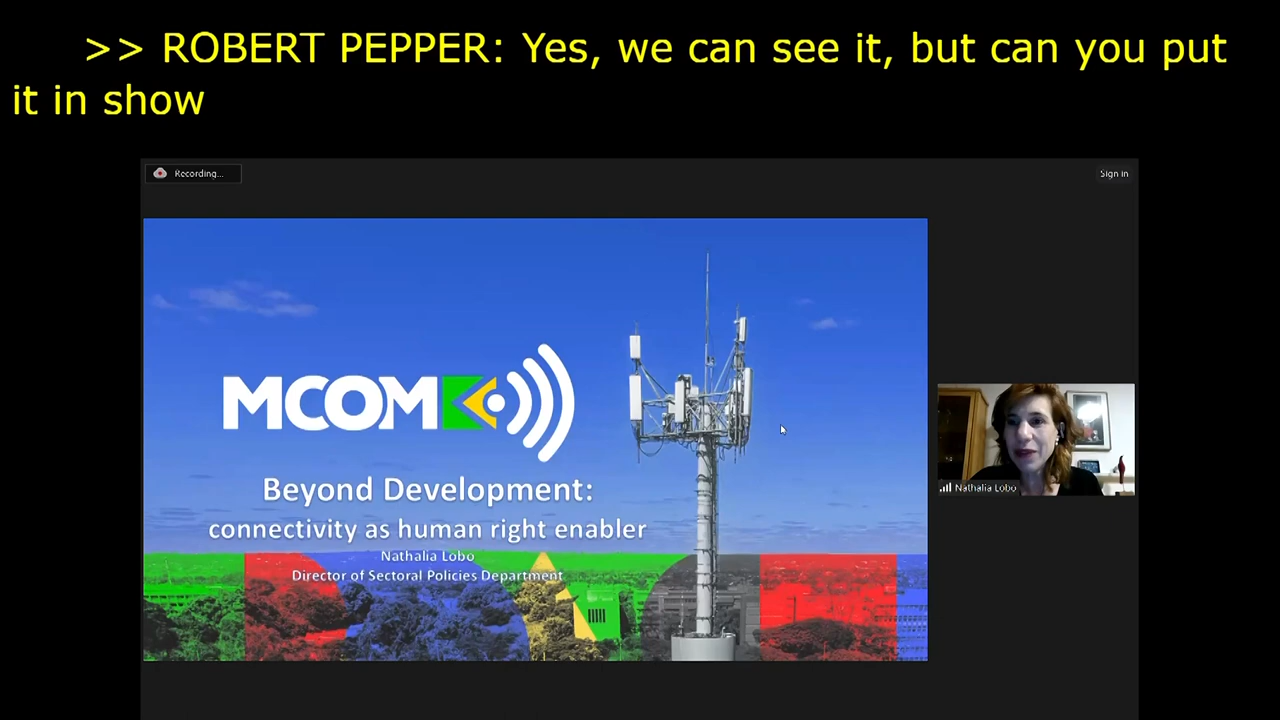 >> ROBERT PEPPER: Yes, we can see it, but can you put
it in show
Recording...
Sign in
MCOM
Beyond Development:
connectivity as human right enabler
Nathalia Lobo
Director of Sectoral Policies Department
Nathalia Lobo